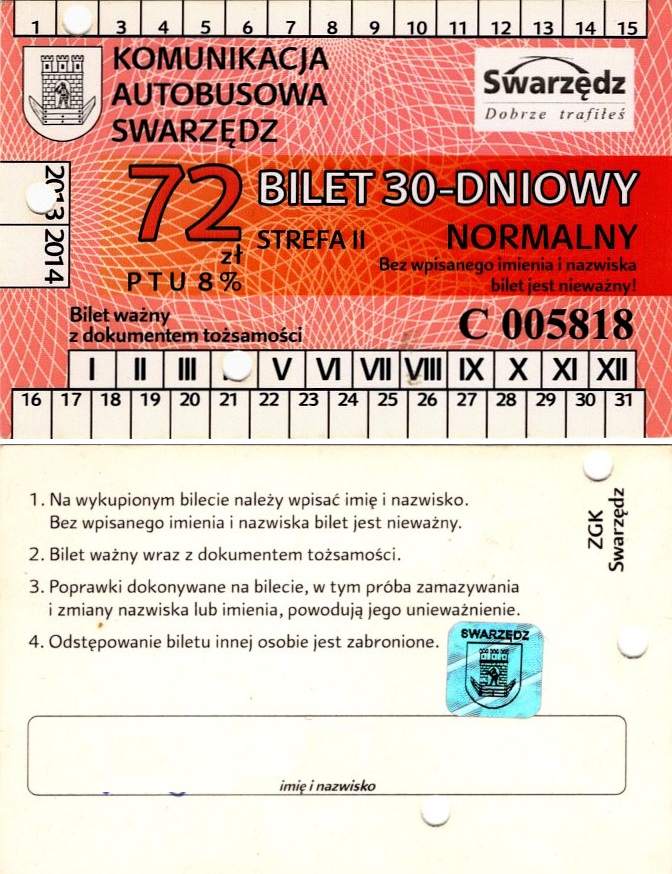 1 3 4 5 6 7 8 9 10 11 12 13 14 15
KOMUNIKACJA
AUTOBUSOWA
SWARZĘDZ
Swarzędz
Dobrze trafiłeś
2013 2014
72 zł
PTU 8%
BILET 30-DNIOWY
STREFA II
NORMALNY
Bez wpisanego imienia i nazwiska
bilet jest nieważny!
Bilet ważny
z dokumentem tożsamości
C 005818
I II III V VI VII VIII IX X XI XII
16 17 18 19 20 21 22 23 24 25 26 27 28 29 30 31
1. Na wykupionym bilecie należy wpisać imię i nazwisko.
Bez wpisanego imienia i nazwiska bilet jest nieważny.
2. Bilet ważny wraz z dokumentem tożsamości.
3. Poprawki dokonywane na bilecie, w tym próba zamazywania
i zmiany nazwiska lub imienia, powodują jego unieważnienie.
4. Odstępowanie biletu innej osobie jest zabronione.
ZGK
Swarzędz
SWARZĘDZ
imię i nazwisko